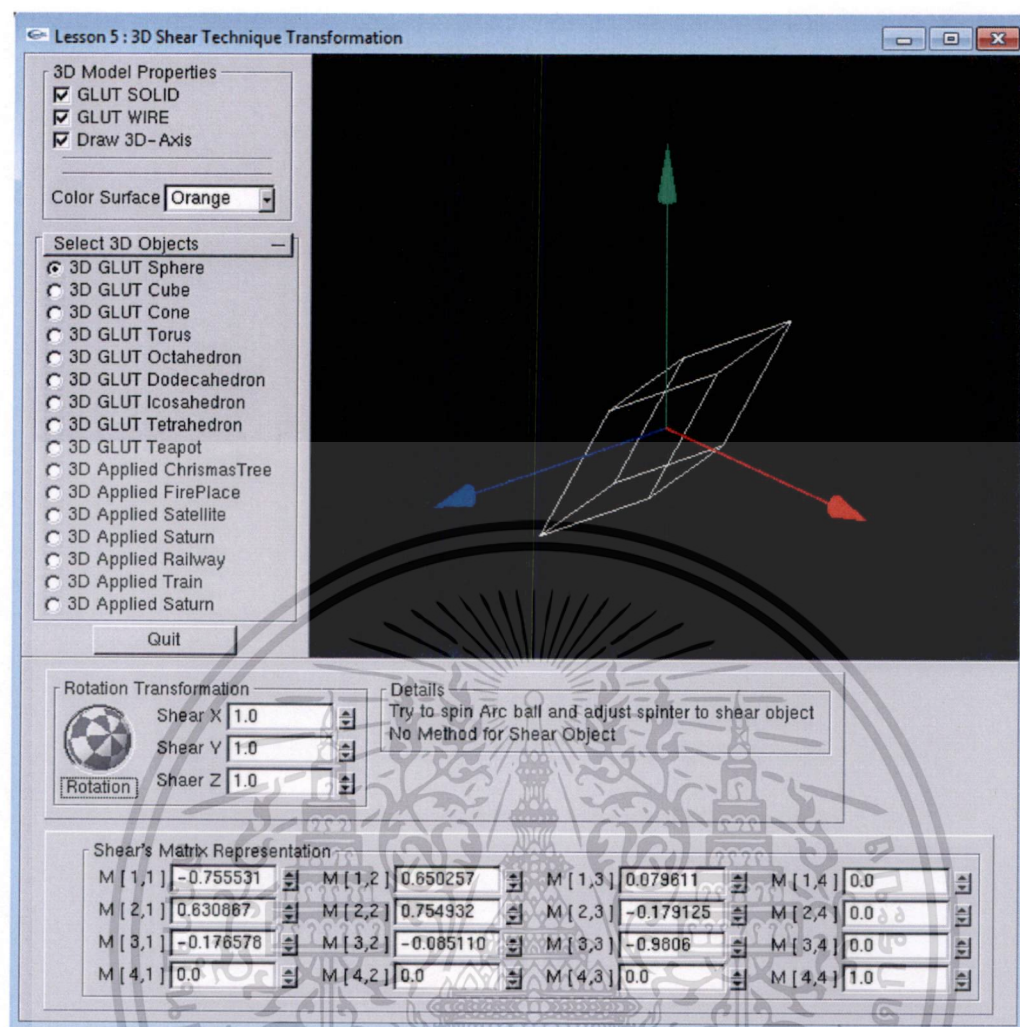 Lesson 5 : 3D Shear Technique Transformation
3D Model Properties
GLUT SOLID
GLUT WIRE
Draw 3D-Axis
Color Surface Orange
Select 3D Objects
3D GLUT Sphere
3D GLUT Cube
3D GLUT Cone
3D GLUT Torus
3D GLUT Octahedron
3D GLUT Dodecahedron
3D GLUT Icosahedron
3D GLUT Tetrahedron
3D GLUT Teapot
3D Applied ChrismasTree
3D Applied FirePlace
3D Applied Satellite
3D Applied Saturn
3D Applied Railway
3D Applied Train
3D Applied Saturn
Quit
Rotation Transformation
Shear X 1.0
Shear Y 1.0
Shaer Z 1.0
Rotation
Details
Try to spin Arc ball and adjust spinter to shear object
No Method for Shear Object
Shear's Matrix Representation
M [ 1,1 ] -0.755531 M [ 1,2 ] 0.650257 M [ 1,3 ] 0.079611 M [ 1,4 ] 0.0
M [ 2,1 ] 0.630867 M [ 2,2 ] 0.754932 M [ 2,3 ] -0.179125 M [ 2,4 ] 0.0
M [ 3,1 ] -0.176578 M [ 3,2 ] -0.085110 M [ 3,3 ] -0.9806 M [ 3,4 ] 0.0
M [ 4,1 ] 0.0 M [ 4,2 ] 0.0 M [ 4,3 ] 0.0 M [ 4,4 ] 1.0